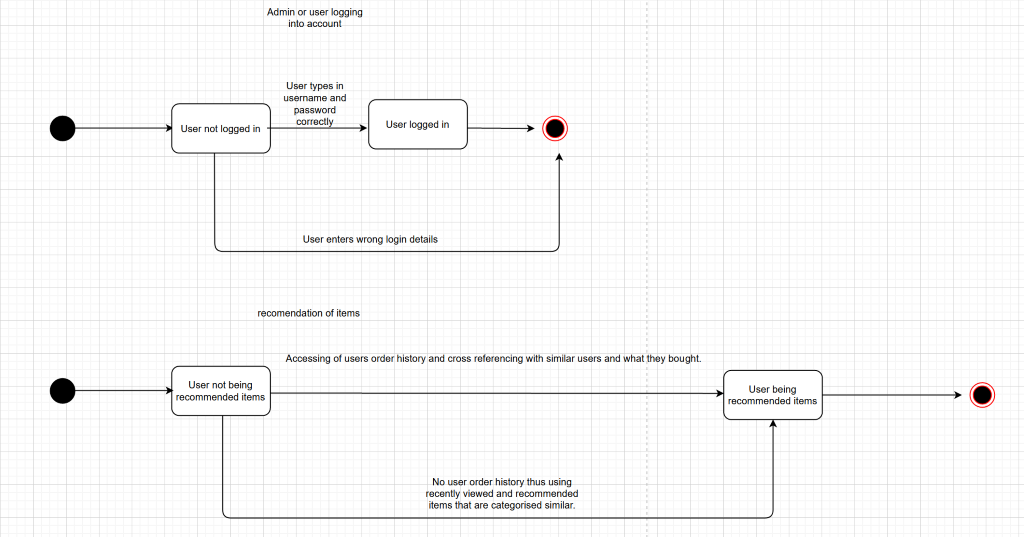 Admin or user logging
into account
User types in
username and
password
correctly
User not logged in
User logged in
User enters wrong login details
recomendation of items
Accessing of users order history and cross referencing with similar users and what they bought.
User not being
recommended items
User being
recommended items
No user order history thus using
recently viewed and recommended
items that are categorised similar.